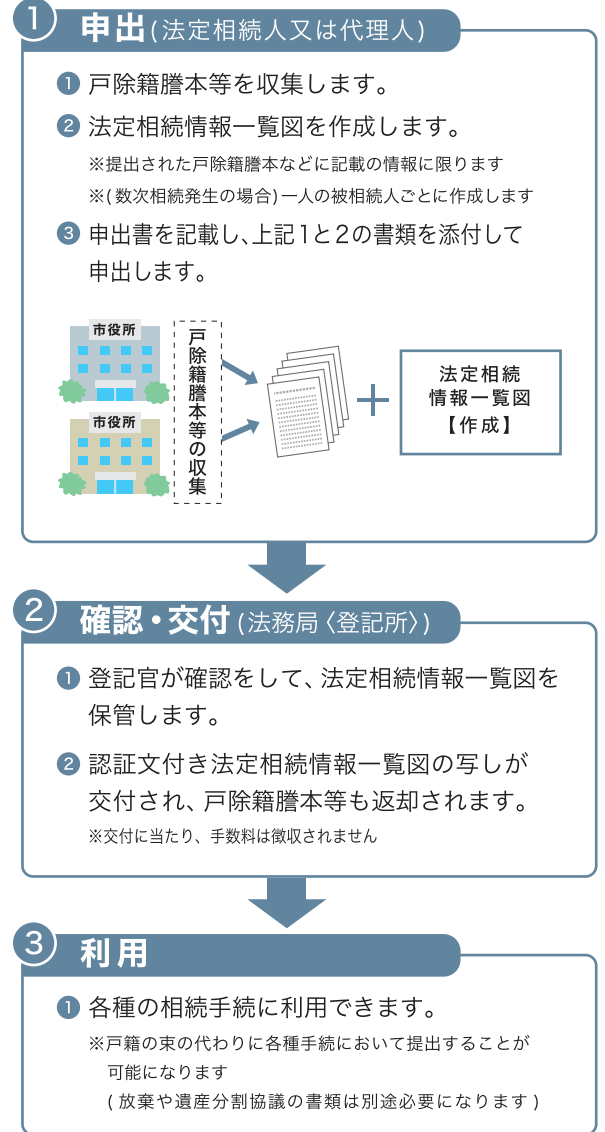 1 申出(法定相続人又は代理人)
1 戸除籍謄本等を収集します。
2 法定相続情報一覧図を作成します。
※提出された戸除籍謄本などに記載の情報に限ります
※(数次相続発生の場合)一人の被相続人ごとに作成します
3 申出書を記載し、上記1と2の書類を添付して
申出します。
市役所
市役所
戸除籍謄本等の収集
+
法定相続
情報一覧図
【作成】
2 確認・交付(法務局〈登記所〉)
1 登記官が確認をして、法定相続情報一覧図を
保管します。
2 認証文付き法定相続情報一覧図の写しが
交付され、戸除籍謄本等も返却されます。
※交付に当たり、手数料は徴収されません
3 利用
1 各種の相続手続に利用できます。
※戸籍の束の代わりに各種手続において提出することが
可能になります
(放棄や遺産分割協議の書類は別途必要になります)